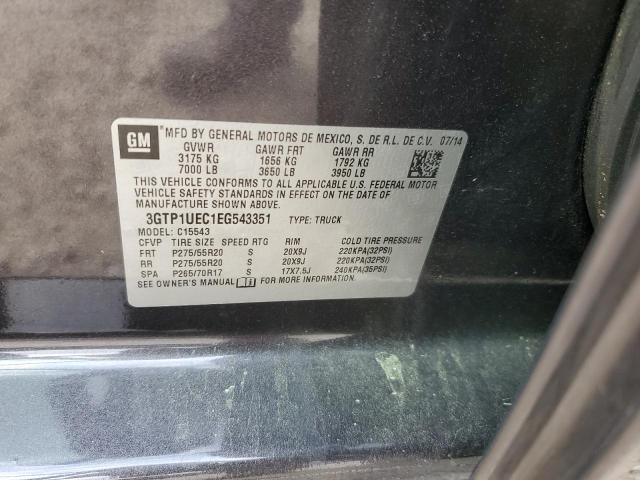 GM MFD BY GENERAL MOTORS DE MEXICO, S. DE R.L. DE C.V. 07/14
GVWR GAWR FRT GAWR RR
3175 KG 1656 KG 1792 KG
7000 LB 3650 LB 3950 LB
THIS VEHICLE CONFORMS TO ALL APPLICABLE U.S. FEDERAL MOTOR
VEHICLE SAFETY STANDARDS IN EFFECT ON THE DATE OF
MANUFACTURE SHOWN ABOVE.
3GTP1UEC1EG543351 TYPE: TRUCK
MODEL: C15543
CFVP TIRE SIZE SPEED RTG RIM COLD TIRE PRESSURE
FRT P275/55R20 S 20X9J 220KPA(32PSI)
RR P275/55R20 S 20X9J 220KPA(32PSI)
SPA P265/70R17 S 17X7.5J 240KPA(35PSI)
SEE OWNER'S MANUAL FOR MORE INFORMATION.